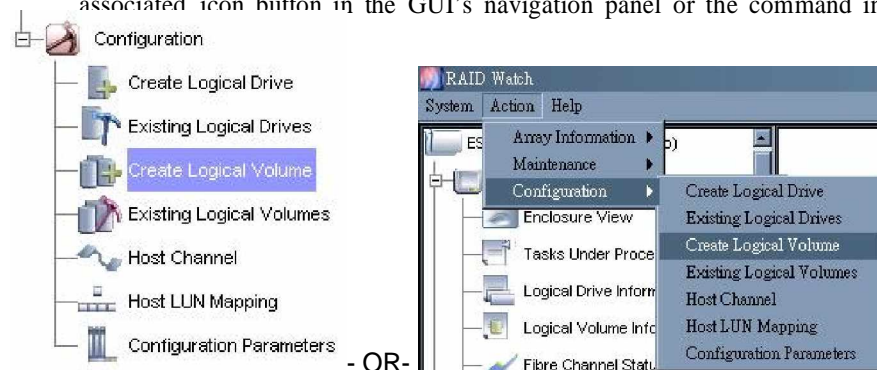 associated icon button in the GUI's navigation panel or the command in
Configuration
Create Logical Drive
Existing Logical Drives
Create Logical Volume
Existing Logical Volumes
Host Channel
Host LUN Mapping
Configuration Parameters
- OR-
RAID Watch
System Action Help
Array Information
Maintenance
Configuration
Create Logical Drive
Existing Logical Drives
Create Logical Volume
Existing Logical Volumes
Host Channel
Host LUN Mapping
Configuration Parameters
ES
o)
Enclosure View
Tasks Under Proce
Logical Drive Inform
Logical Volume Info
Fibre Channel Statu